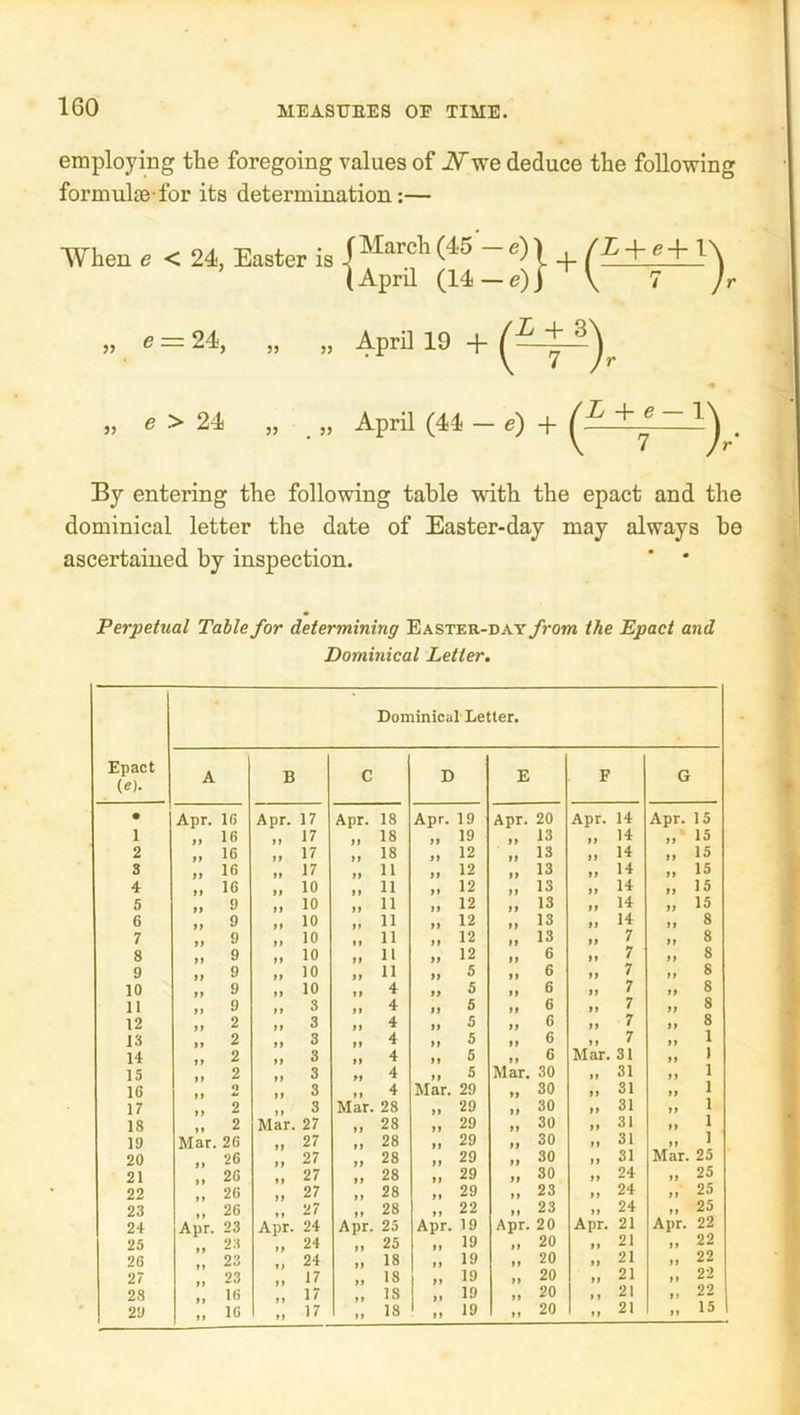 160 MEASURES OF TIME.
employing the foregoing values of N we deduce the following
formulæ for its determination :—
When e < 24, Easter is {March (45 — e) / April (14 — e)} + ((L + e + 1)/7)r
„ e = 24, „ „ April 19 + ((L + 3)/7)r
„ e > 24 „ „ April (44 — e) + ((L + e — 1)/7)r.
By entering the following table with the epact and the
dominical letter the date of Easter-day may always be
ascertained by inspection.
Perpetual Table for determining EASTER-DAY from the Epact and
Dominical Letter.
Dominical Letter.
Epact (e). A B C D E F G
* Apr. 16 Apr. 17 Apr. 18 Apr. 19 Apr. 20 Apr. 14 Apr. 15
1 „ 16 „ 17 „ 18 „ 19 „ 13 „ 14 „ 15
2 „ 16 „ 17 „ 18 „ 12 „ 13 „ 14 „ 15
3 „ 16 „ 17 „ 11 „ 12 „ 13 „ 14 „ 15
4 „ 16 „ 10 „ 11 „ 12 „ 13 „ 14 „ 15
5 „ 9 „ 10 „ 11 „ 12 „ 13 „ 14 „ 15
6 „ 9 „ 10 „ 11 „ 12 „ 13 „ 14 „ 8
7 „ 9 „ 10 „ 11 „ 12 „ 13 „ 7 „ 8
8 „ 9 „ 10 „ 11 „ 12 „ 6 „ 7 „ 8
9 „ 9 „ 10 „ 11 „ 5 „ 6 „ 7 „ 8
10 „ 9 „ 10 „ 4 „ 5 „ 6 „ 7 „ 8
11 „ 9 „ 3 „ 4 „ 5 „ 6 „ 7 „ 8
12 „ 2 „ 3 „ 4 „ 5 „ 6 „ 7 „ 8
13 „ 2 „ 3 „ 4 „ 5 „ 6 „ 7 „ 1
14 „ 2 „ 3 „ 4 „ 5 „ 6 Mar. 31 „ 1
15 „ 2 „ 3 „ 4 „ 5 Mar. 30 „ 31 „ 1
16 „ 2 „ 3 „ 4 Mar. 29 „ 30 „ 31 „ 1
17 „ 2 „ 3 Mar. 28 „ 29 „ 30 „ 31 „ 1
18 „ 2 Mar. 27 „ 28 „ 29 „ 30 „ 31 „ 1
19 Mar. 26 „ 27 „ 28 „ 29 „ 30 „ 31 „ 1
20 „ 26 „ 27 „ 28 „ 29 „ 30 „ 31 Mar. 25
21 „ 26 „ 27 „ 28 „ 29 „ 30 „ 24 „ 25
22 „ 26 „ 27 „ 28 „ 29 „ 23 „ 24 „ 25
23 „ 26 „ 27 „ 28 „ 22 „ 23 „ 24 „ 25
24 Apr. 23 Apr. 24 Apr. 25 Apr. 19 Apr. 20 Apr. 21 Apr. 22
25 „ 23 „ 24 „ 25 „ 19 „ 20 „ 21 „ 22
26 „ 23 „ 24 „ 18 „ 19 „ 20 „ 21 „ 22
27 „ 23 „ 17 „ 18 „ 19 „ 20 „ 21 „ 22
28 „ 16 „ 17 „ 18 „ 19 „ 20 „ 21 „ 22
29 „ 16 „ 17 „ 18 „ 19 „ 20 „ 21 „ 15